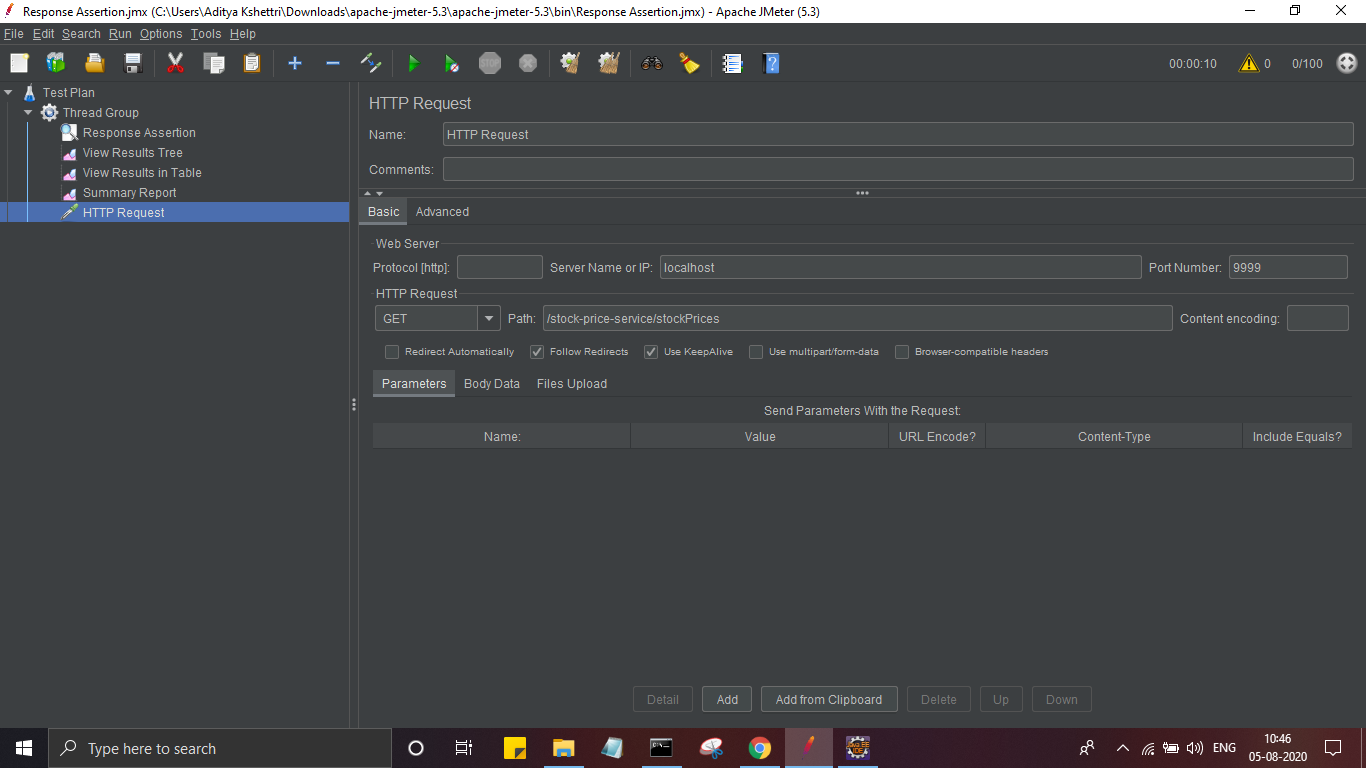 Response Assertion.jmx (C:\Users\Aditya Kshettri\Downloads\apache-jmeter-5.3\apache-jmeter-5.3\bin\Response Assertion.jmx) - Apache JMeter (5.3)
File Edit Search Run Options Tools Help
STOP 00:00:10 0 0/100
Test Plan
Thread Group
Response Assertion
View Results Tree
View Results in Table
Summary Report
HTTP Request
HTTP Request
Name: HTTP Request
Comments:
Basic Advanced
Web Server
Protocol [http]: Server Name or IP: localhost Port Number: 9999
HTTP Request
GET Path: /stock-price-service/stockPrices Content encoding:
Redirect Automatically Follow Redirects Use KeepAlive Use multipart/form-data Browser-compatible headers
Parameters Body Data Files Upload
Send Parameters With the Request:
Name: Value URL Encode? Content-Type Include Equals?
Detail Add Add from Clipboard Delete Up Down
Type here to search
ENG
10:46
05-08-2020